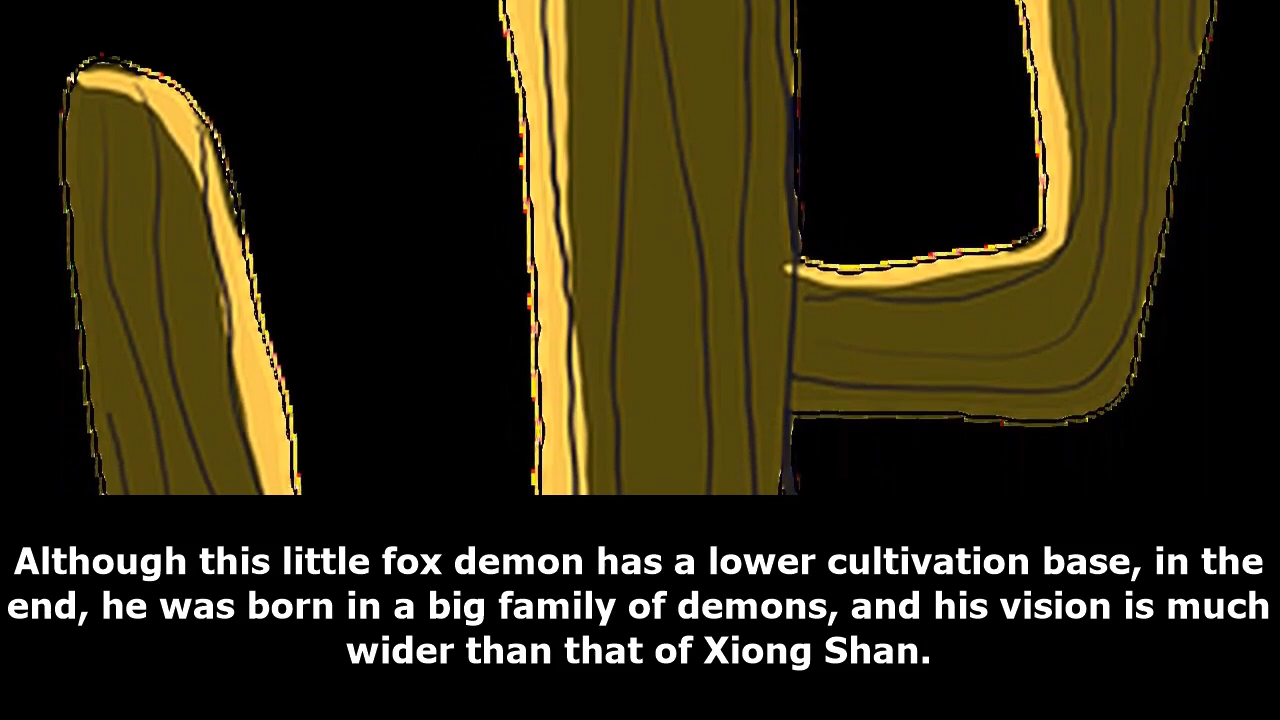 Although this little fox demon has a lower cultivation base, in the
end, he was born in a big family of demons, and his vision is much
wider than that of Xiong Shan.